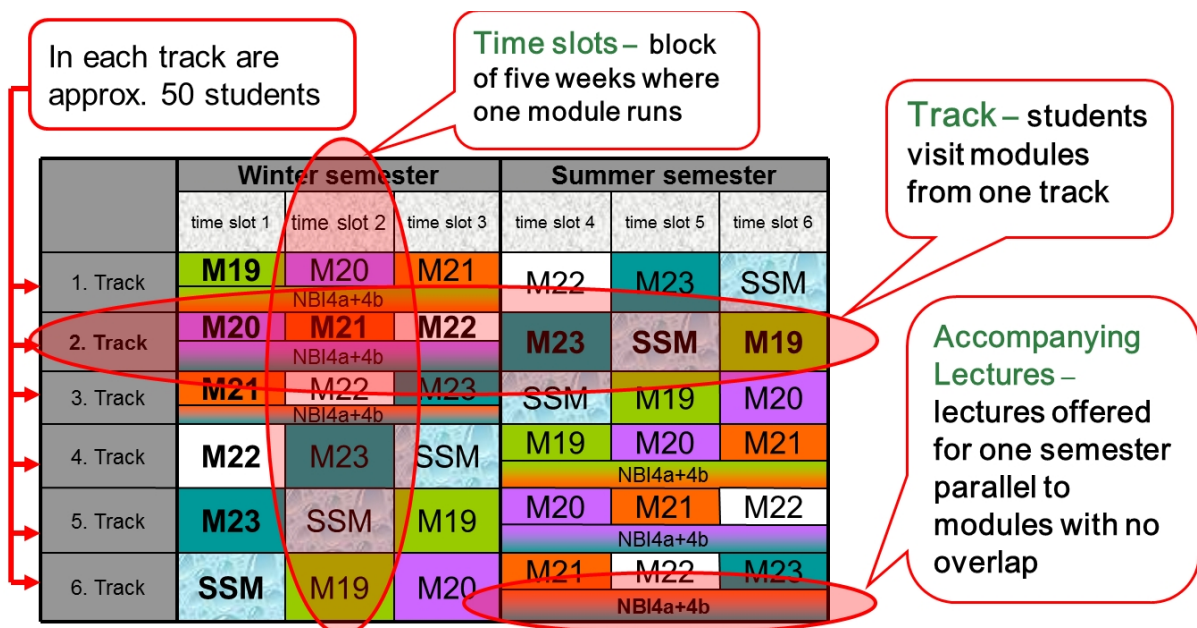 In each track are
approx. 50 students
Time slots – block
of five weeks where
one module runs
Track – students
visit modules
from one track
Accompanying
Lectures –
lectures offered
for one semester
parallel to
modules with no
overlap
Winter semester Summer semester
time slot 1 time slot 2 time slot 3 time slot 4 time slot 5 time slot 6
1. Track M19 M20 M21 M22 M23 SSM
NBI4a+4b
2. Track M20 M21 M22 M23 SSM M19
NBI4a+4b
3. Track M21 M22 M23 SSM M19 M20
NBI4a+4b
4. Track M22 M23 SSM M19 M20 M21
NBI4a+4b
5. Track M23 SSM M19 M20 M21 M22
NBI4a+4b
6. Track SSM M19 M20 M21 M22 M23
NBI4a+4b